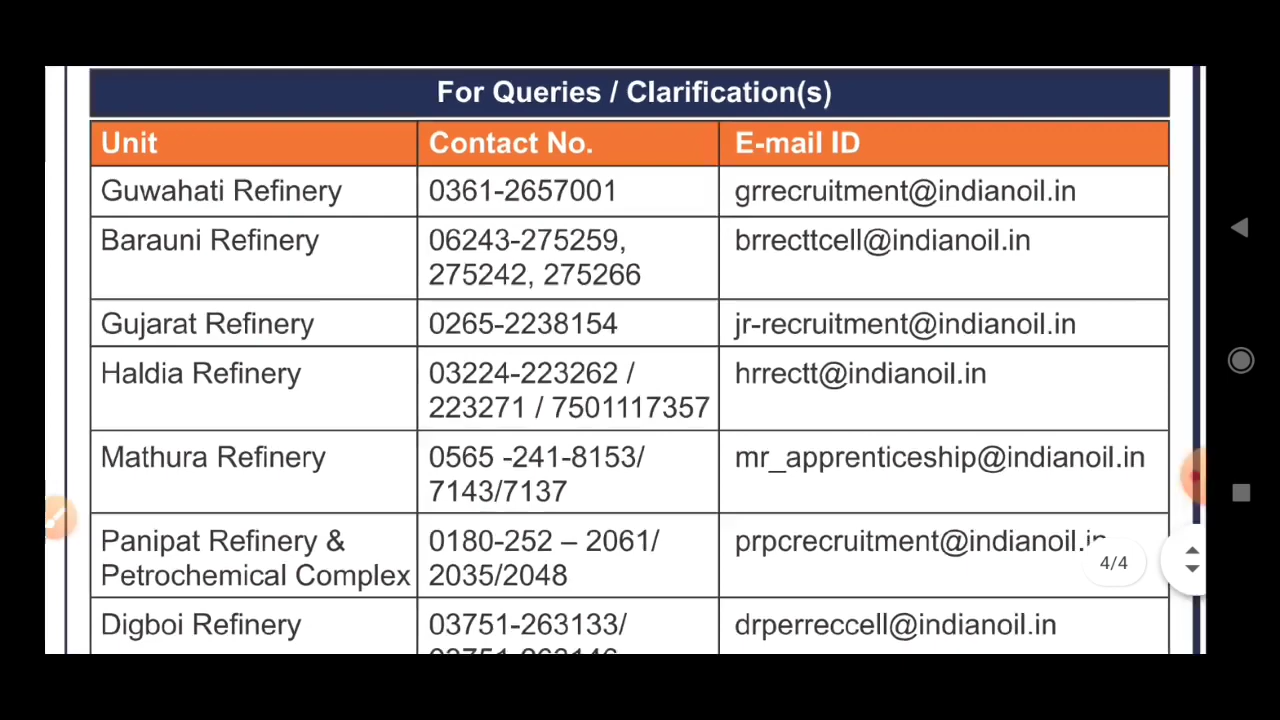 For Queries / Clarification(s)
Unit Contact No. E-mail ID
Guwahati Refinery 0361-2657001 grrecruitment@indianoil.in
Barauni Refinery 06243-275259, brrecttcell@indianoil.in
275242, 275266
Gujarat Refinery 0265-2238154 jr-recruitment@indianoil.in
Haldia Refinery 03224-223262 / hrrectt@indianoil.in
223271 / 7501117357
Mathura Refinery 0565 -241-8153/ mr_apprenticeship@indianoil.in
7143/7137
Panipat Refinery & 0180-252 – 2061/ prpcrecruitment@indianoil.in
Petrochemical Complex 2035/2048
4/4
Digboi Refinery 03751-263133/ drperreccell@indianoil.in